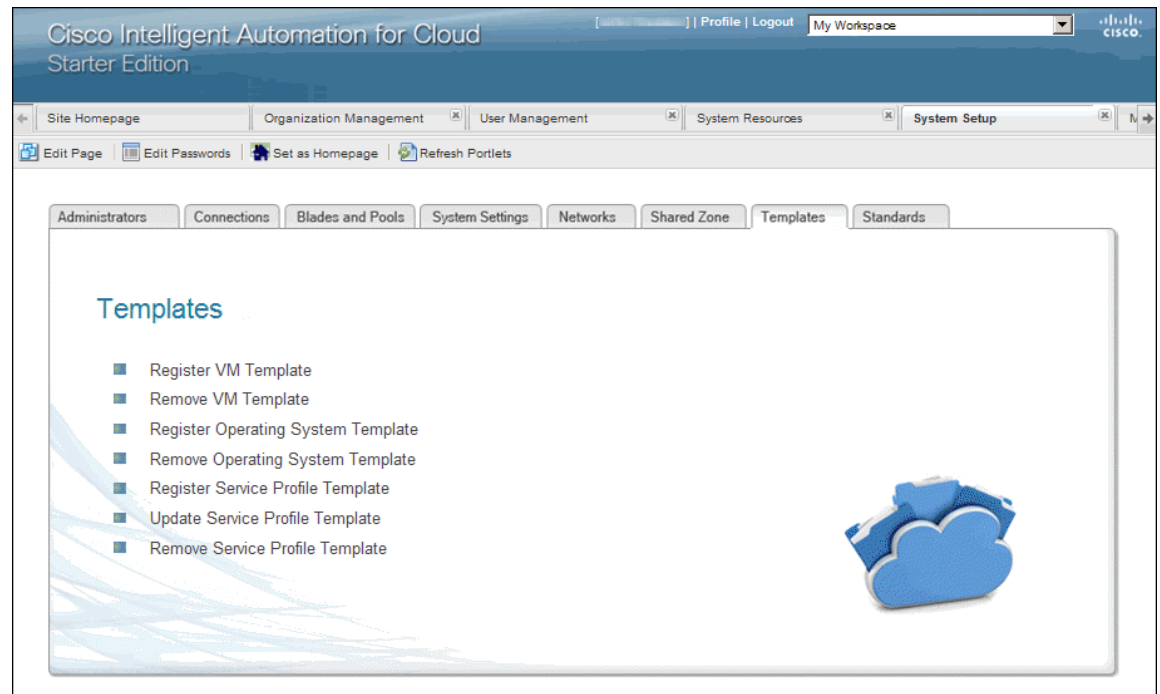 Cisco Intelligent Automation for Cloud
Starter Edition
[ ] | Profile | Logout
My Workspace
CISCO.
Site Homepage
Organization Management
User Management
System Resources
System Setup
Edit Page
Edit Passwords
Set as Homepage
Refresh Portlets
Administrators
Connections
Blades and Pools
System Settings
Networks
Shared Zone
Templates
Standards
Templates
Register VM Template
Remove VM Template
Register Operating System Template
Remove Operating System Template
Register Service Profile Template
Update Service Profile Template
Remove Service Profile Template